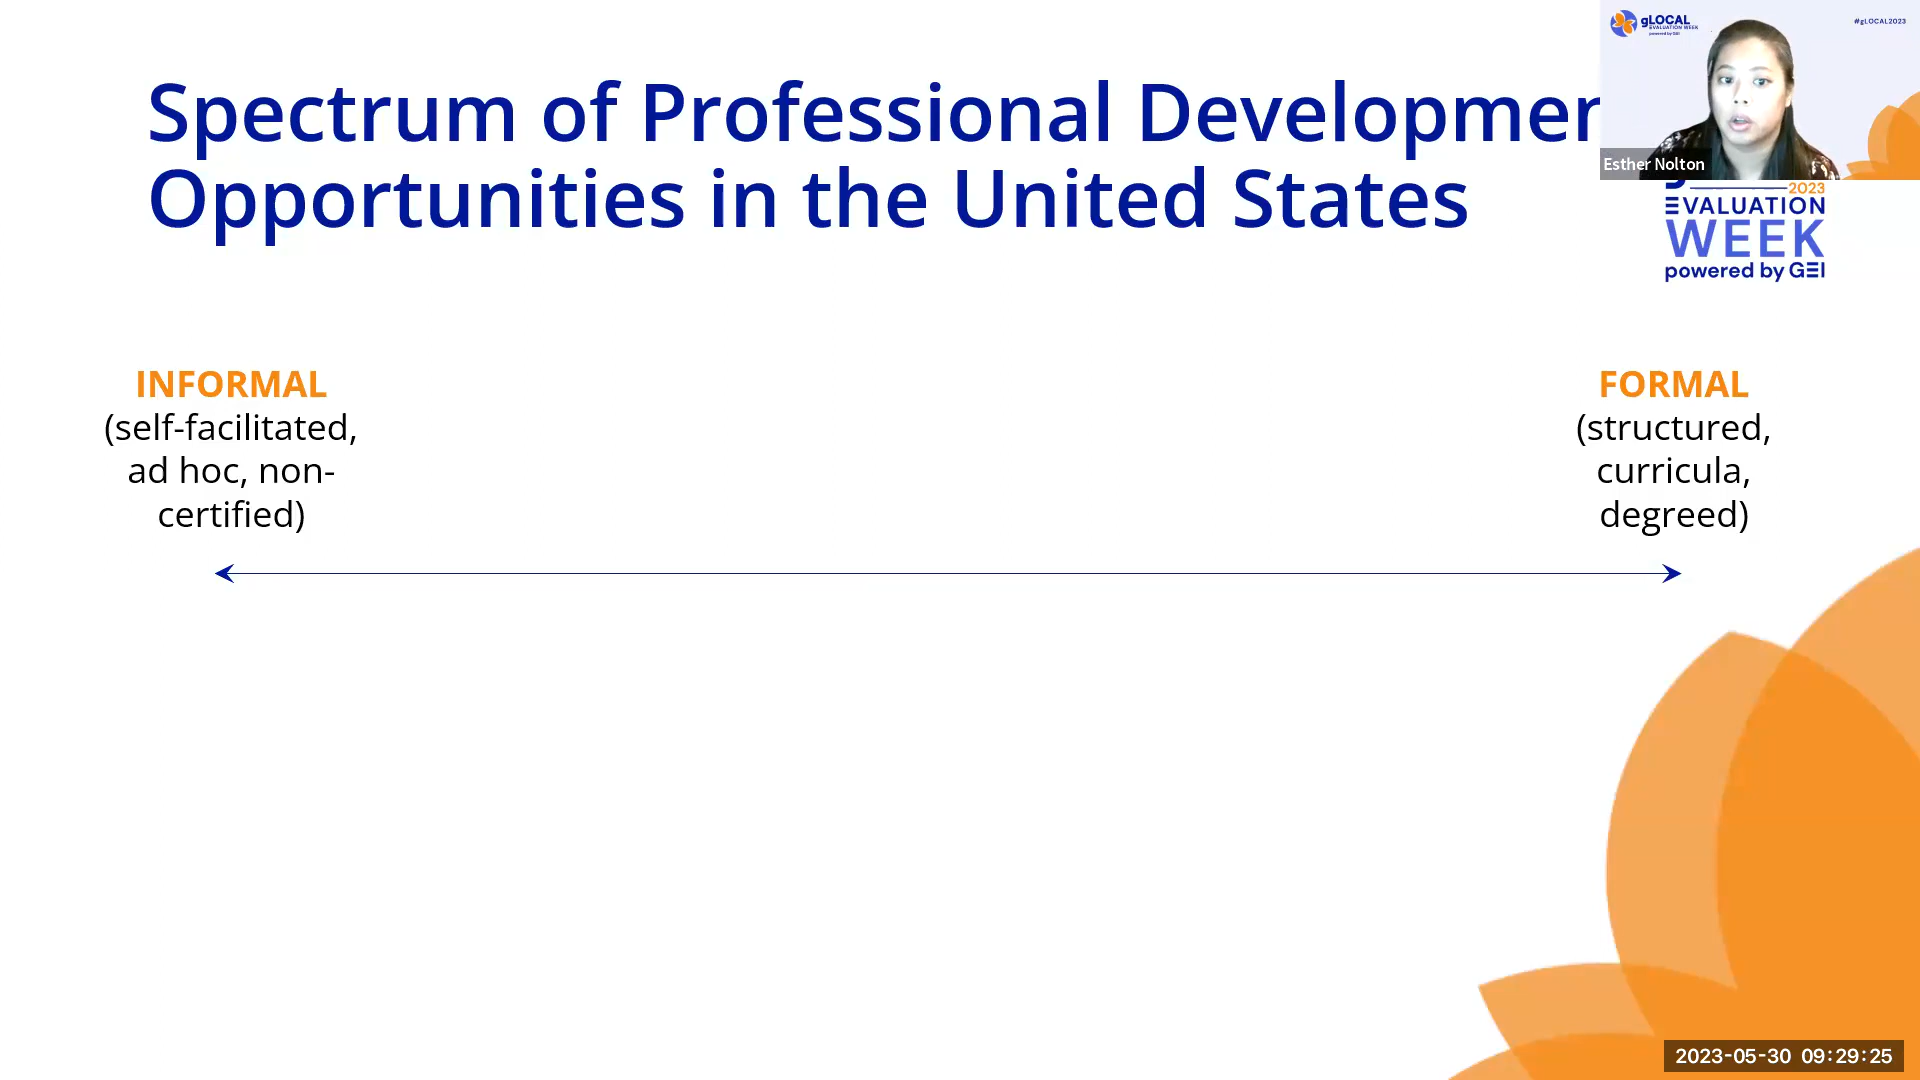 gLOCAL
EVALUATION WEEK
powered by GEI
#gLOCAL2023
Spectrum of Professional Developmen
Opportunities in the United States
Esther Nolton
2023
EVALUATION
WEEK
powered by GEI
INFORMAL
(self-facilitated,
ad hoc, non-
certified)
FORMAL
(structured,
curricula,
degreed)
2023-05-30 09:29:25